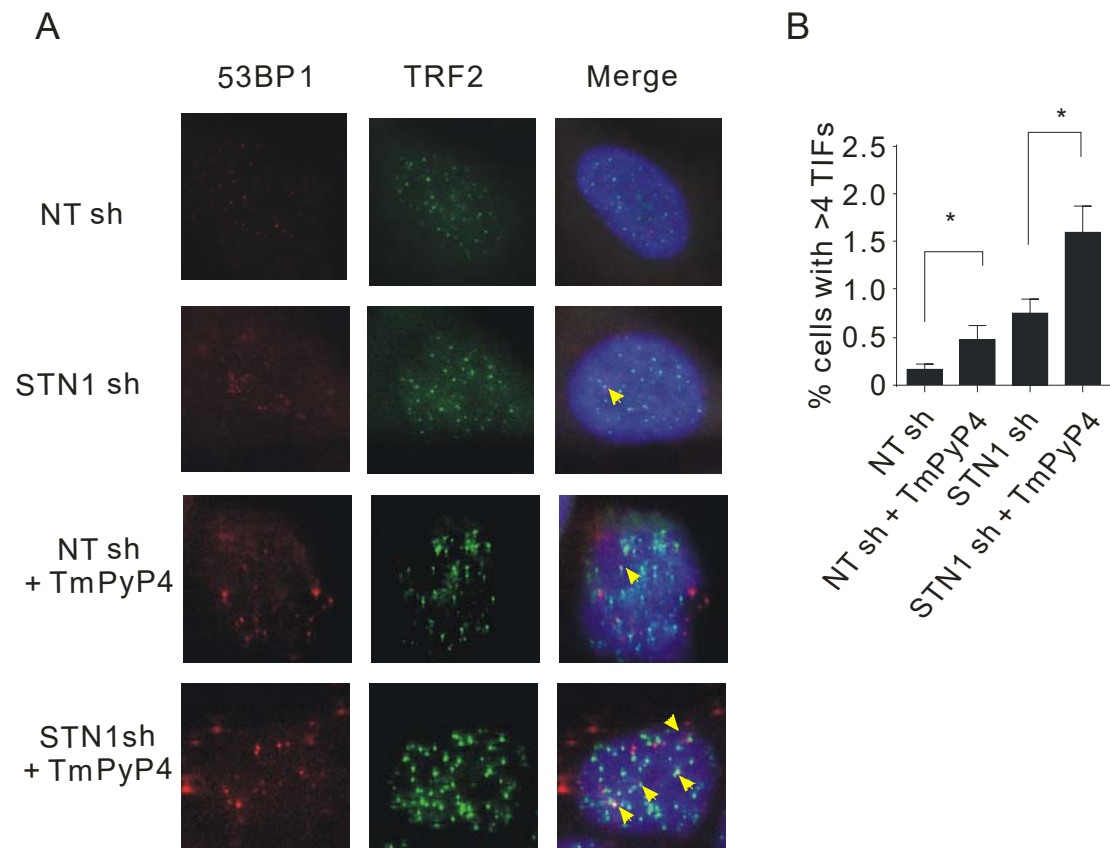 A
53BP1 TRF2 Merge
NT sh
STN1 sh
NT sh
+ TmPyP4
STN1sh
+ TmPyP4
B
% cells with >4 TIFs
2.5
2.0
1.5
1.0
0.5
0
*
*
NT sh
NT sh + TmPyP4
STN1 sh
STN1 sh + TmPyP4